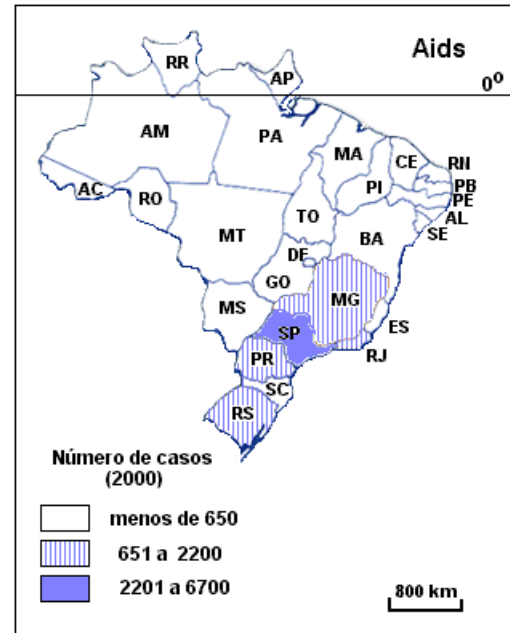 Aids
0º
RR
AP
AM
PA
MA
CE
RN
PB
PE
AL
SE
PI
AC
RO
TO
MT
BA
DF
GO
MG
MS
ES
SP
RJ
PR
SC
RS
Número de casos
(2000)
menos de 650
651 a 2200
2201 a 6700
800 km